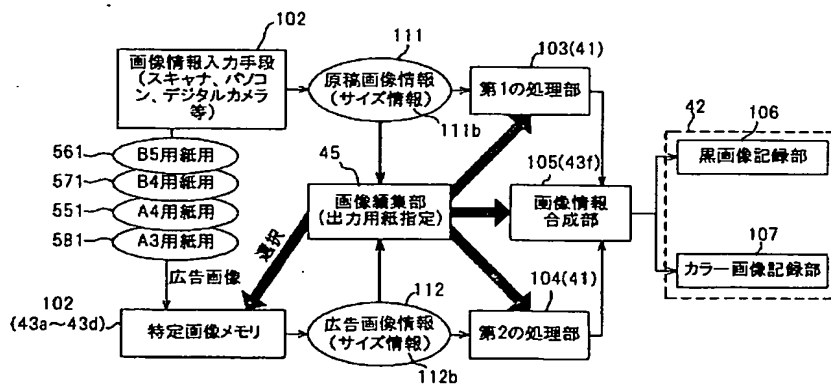 102
画像情報入力手段
(スキャナ、パソコ
ン、デジタルカメラ
等)
111
原稿画像情報
(サイズ情報)
111b
103(41)
第1の処理部
42
106
黒画像記録部
561
B5用紙用
571
B4用紙用
551
A4用紙用
581
A3用紙用
45
画像編集部
(出力用紙指定)
105(43f)
画像情報
合成部
107
カラー画像記録部
選択
広告画像
102
(43a～43d)
特定画像メモリ
112
広告画像情報
(サイズ情報)
112b
104(41)
第2の処理部